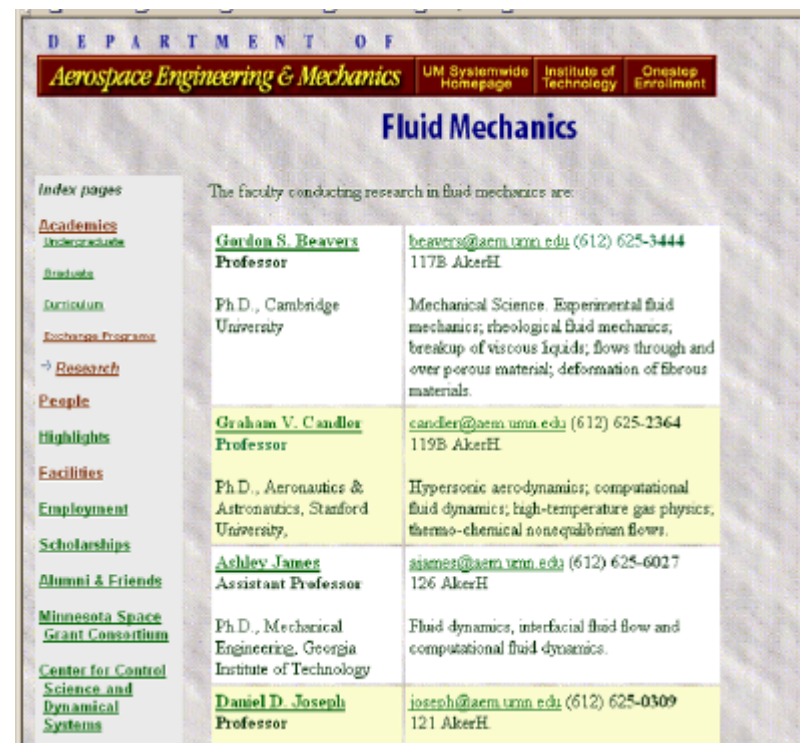 DEPARTMENT OF
Aerospace Engineering & Mechanics
UM Systemwide Homepage
Institute of Technology
Onestep Enrollment
Fluid Mechanics
Index pages
The faculty conducting research in fluid mechanics are:
Academics
Undergraduate
Graduate
Curriculum
Exchange Programs
Research
People
Highlights
Facilities
Employment
Scholarships
Alumni & Friends
Minnesota Space
Grant Consortium
Center for Control
Science and
Dynamical
Systems
Gordon S. Beavers
Professor
Ph.D., Cambridge
University
beavers@aem.umn.edu (612) 625-3444
117B AkerH.
Mechanical Science. Experimental fluid
mechanics; rheological fluid mechanics;
breakup of viscous liquids; flows through and
over porous material; deformation of fibrous
materials.
Graham V. Candler
Professor
Ph.D., Aeronautics &
Astronautics, Stanford
University,
candler@aem.umn.edu (612) 625-2364
119B AkerH.
Hypersonic aerodynamics; computational
fluid dynamics; high-temperature gas physics;
thermo-chemical nonequlibrium flows.
Ashley James
Assistant Professor
Ph.D., Mechanical
Engineering, Georgia
Institute of Technology
ajames@aem.umn.edu (612) 625-6027
126 AkerH
Fluid dynamics, interfacial fluid flow and
computational fluid dynamics.
Daniel D. Joseph
Professor
joseph@aem.umn.edu (612) 625-0309
121 AkerH.